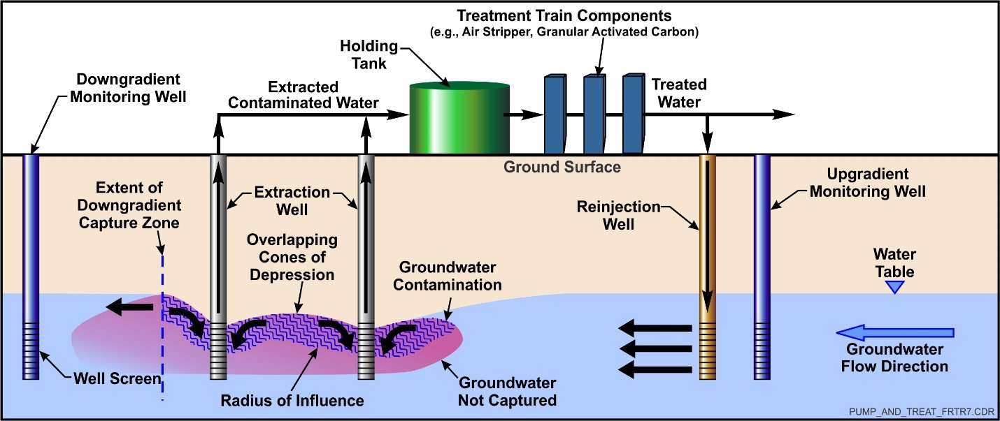 Treatment Train Components
(e.g., Air Stripper, Granular Activated Carbon)
Holding
Tank
Downgradient
Monitoring Well
Extracted
Contaminated Water
Treated
Water
Ground Surface
Extent of
Downgradient
Capture Zone
Extraction
Well
Upgradient
Monitoring Well
Reinjection
Well
Overlapping
Cones of
Depression
Groundwater
Contamination
Water
Table
Groundwater
Flow Direction
Well Screen
Radius of Influence
Groundwater
Not Captured
PUMP_AND_TREAT_FRTR7.CDR